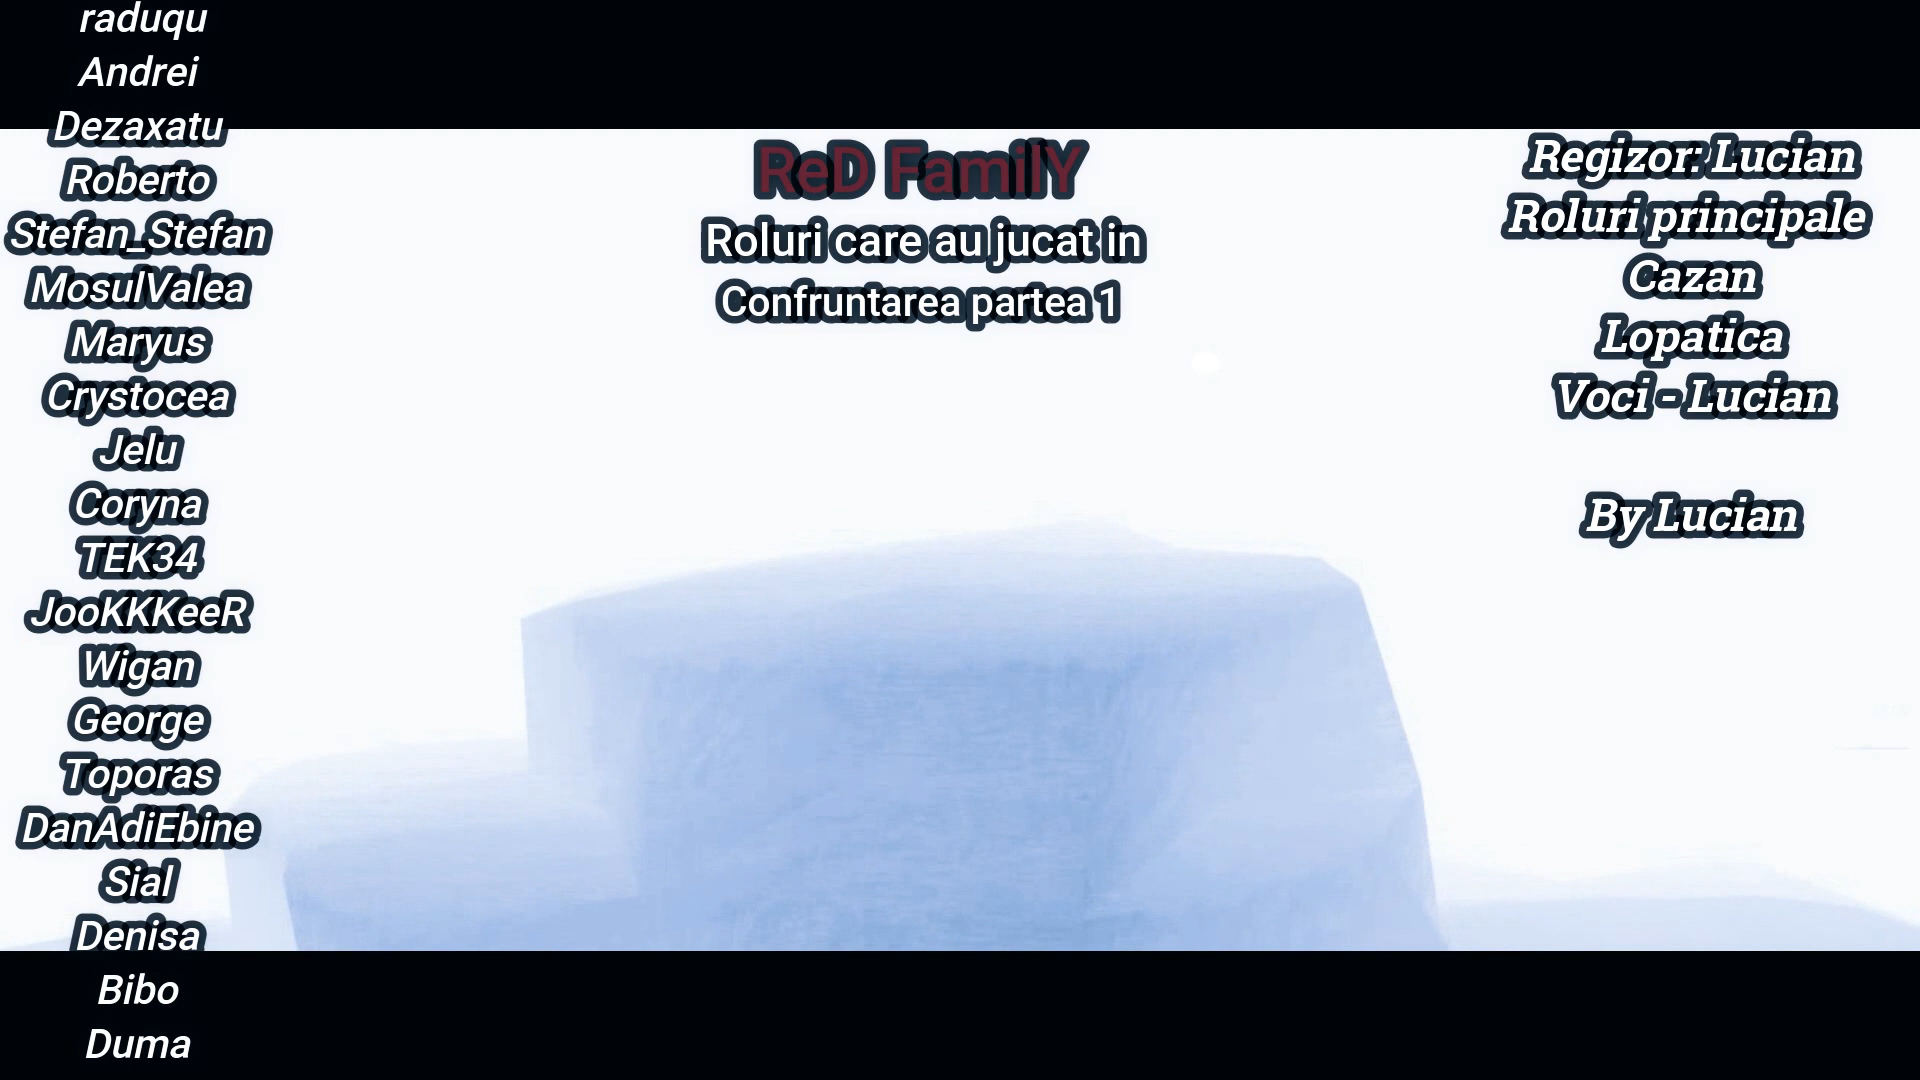 raduqu
Andrei
Dezaxatu
Roberto
Stefan_Stefan
MosulValea
Maryus
Crystocea
Jelu
Coryna
TEK34
JooKKKeeR
Wigan
George
Toporas
DanAdiEbine
Sial
Denisa
Bibo
Duma
ReD FamilY
Roluri care au jucat in
Confruntarea partea 1
Regizor: Lucian
Roluri principale
Cazan
Lopatica
Voci - Lucian
By Lucian